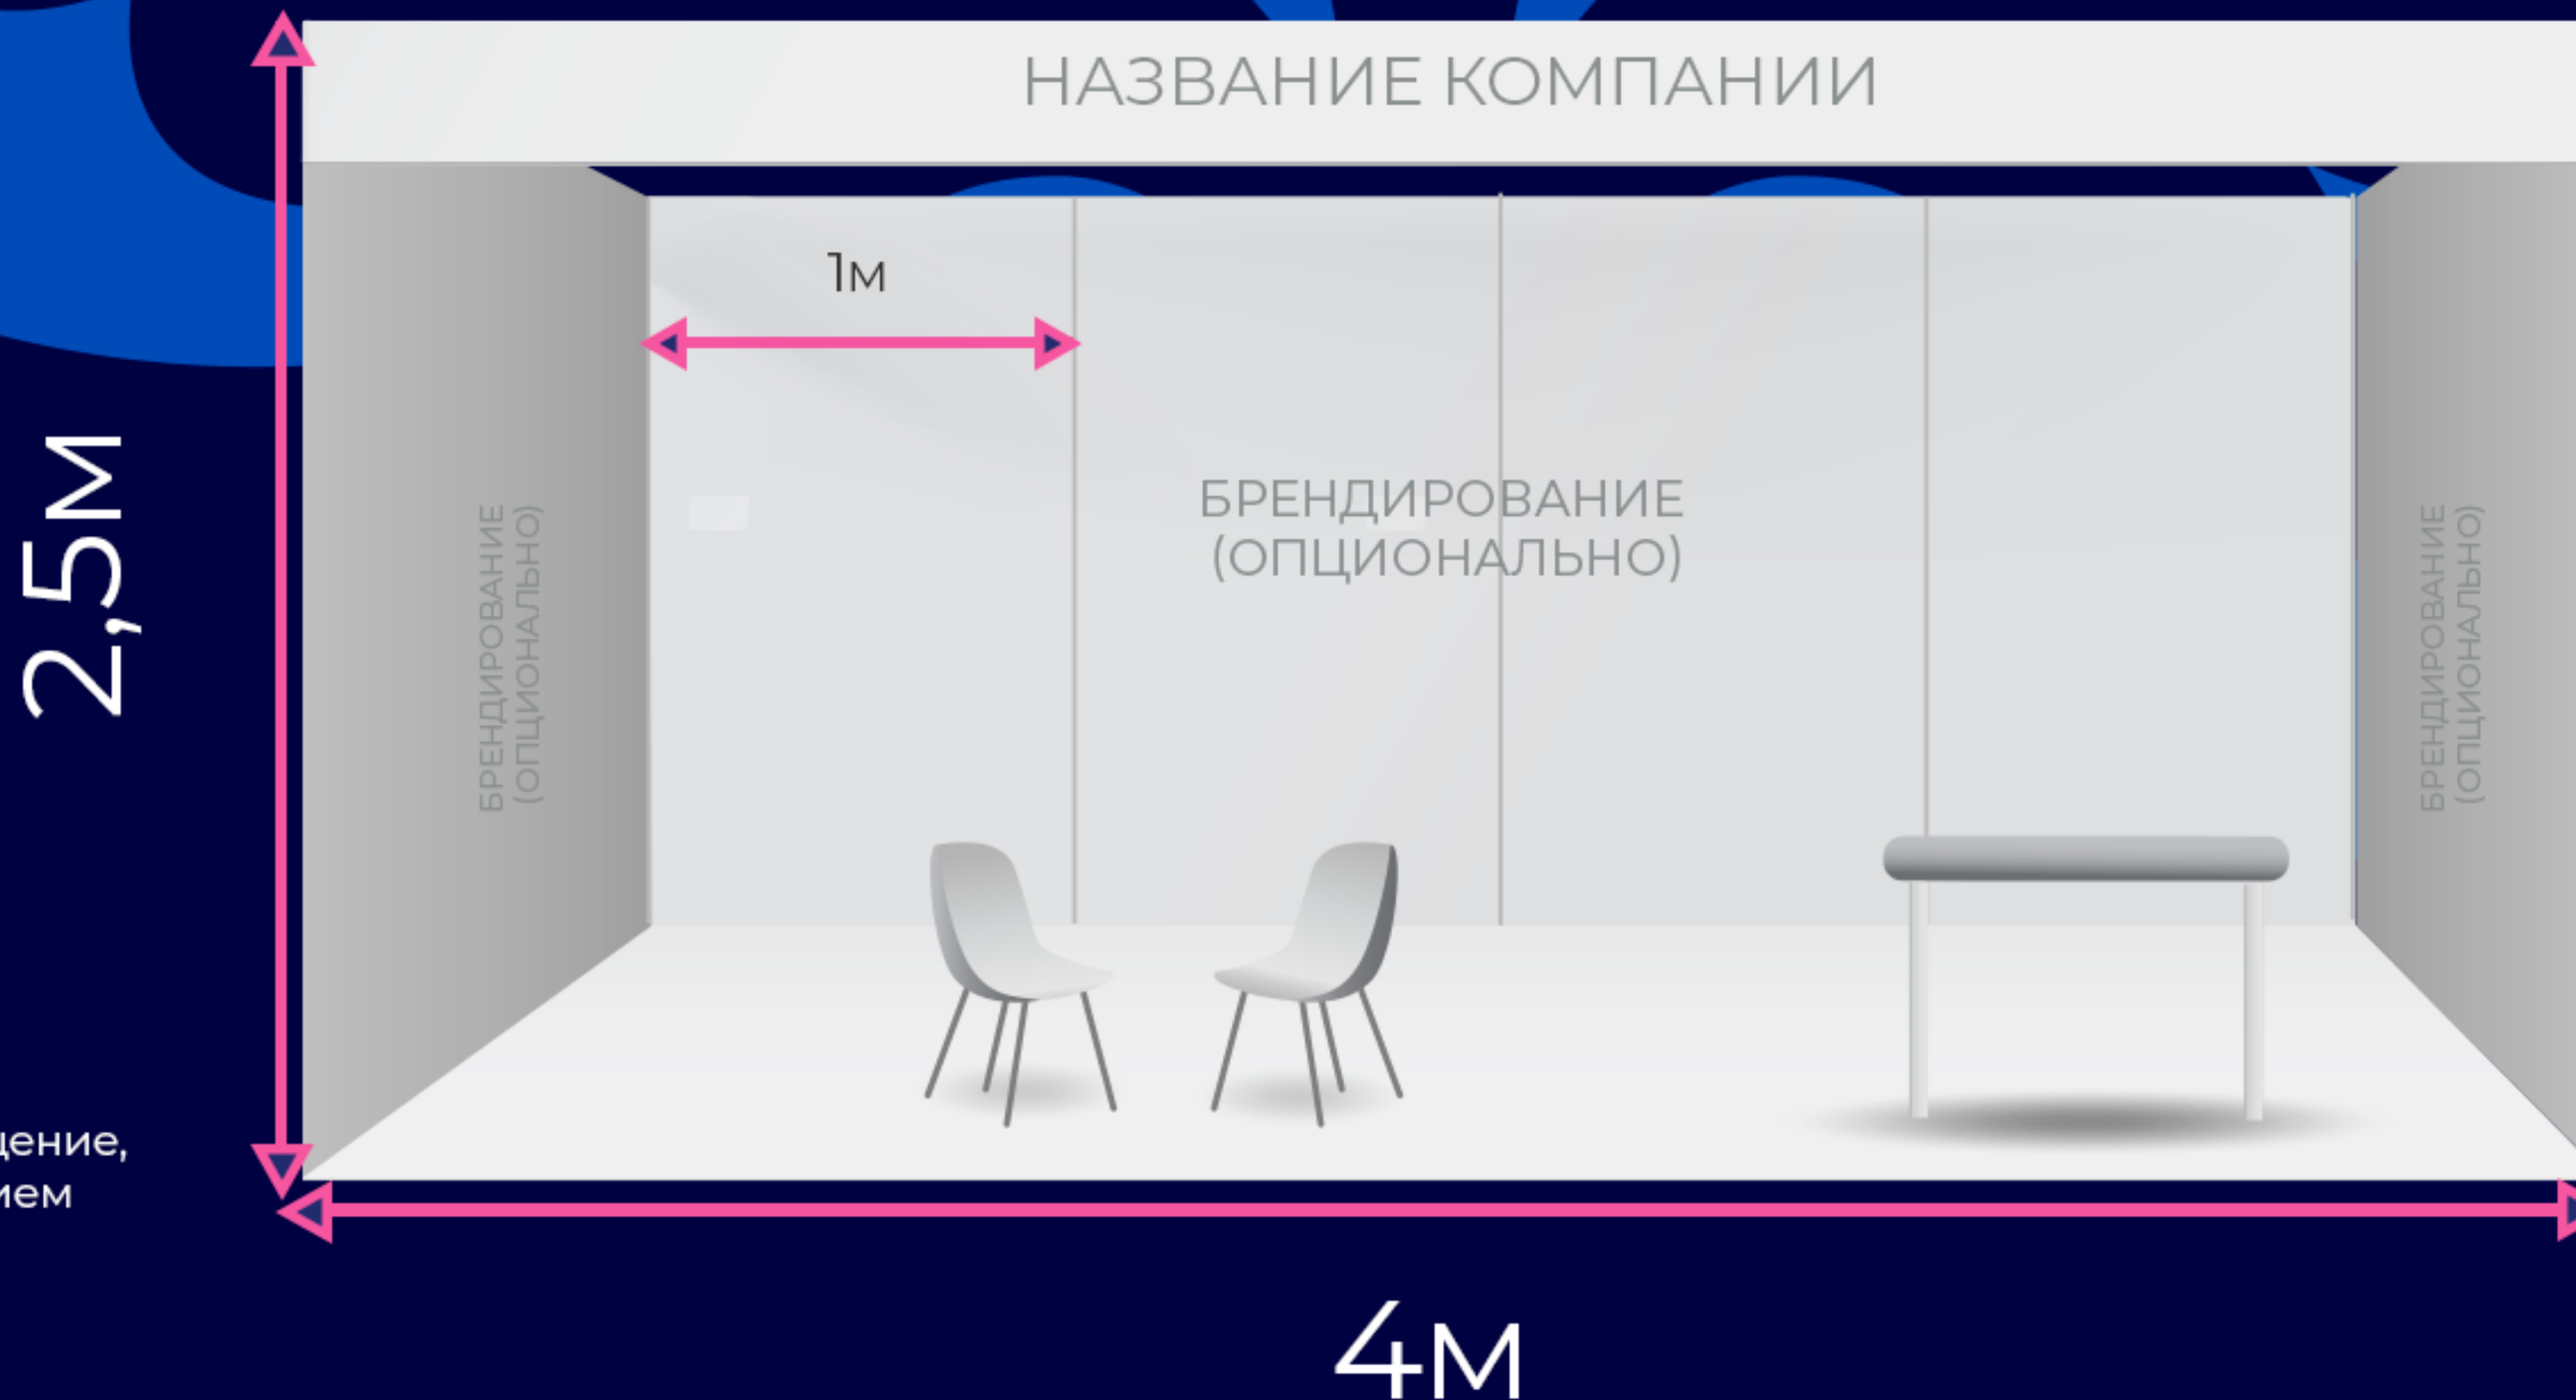 НАЗВАНИЕ КОМПАНИИ
1м
БРЕНДИРОВАНИЕ
(ОПЦИОНАЛЬНО)
2,5м
БРЕНДИРОВАНИЕ
(ОПЦИОНАЛЬНО)
БРЕНДИРОВАНИЕ
(ОПЦИОНАЛЬНО)
4м